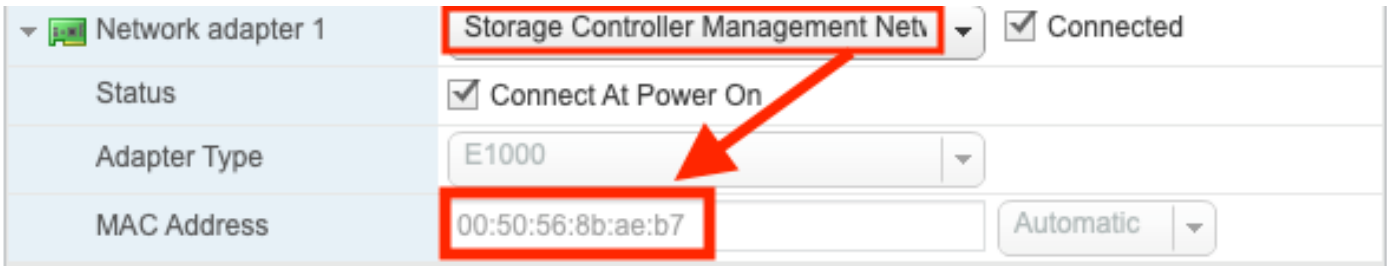 Network adapter 1 Storage Controller Management Netw Connected
Status Connect At Power On
Adapter Type E1000
MAC Address 00:50:56:8b:ae:b7 Automatic